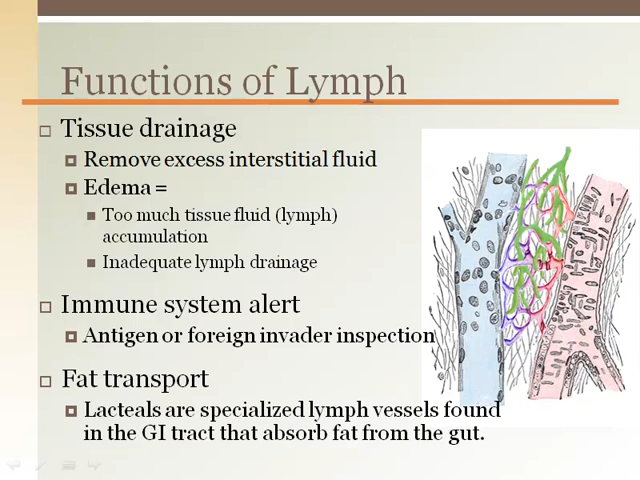 Functions of Lymph
Tissue drainage
Remove excess interstitial fluid
Edema =
Too much tissue fluid (lymph)
accumulation
Inadequate lymph drainage
Immune system alert
Antigen or foreign invader inspection
Fat transport
Lacteals are specialized lymph vessels found
in the GI tract that absorb fat from the gut.